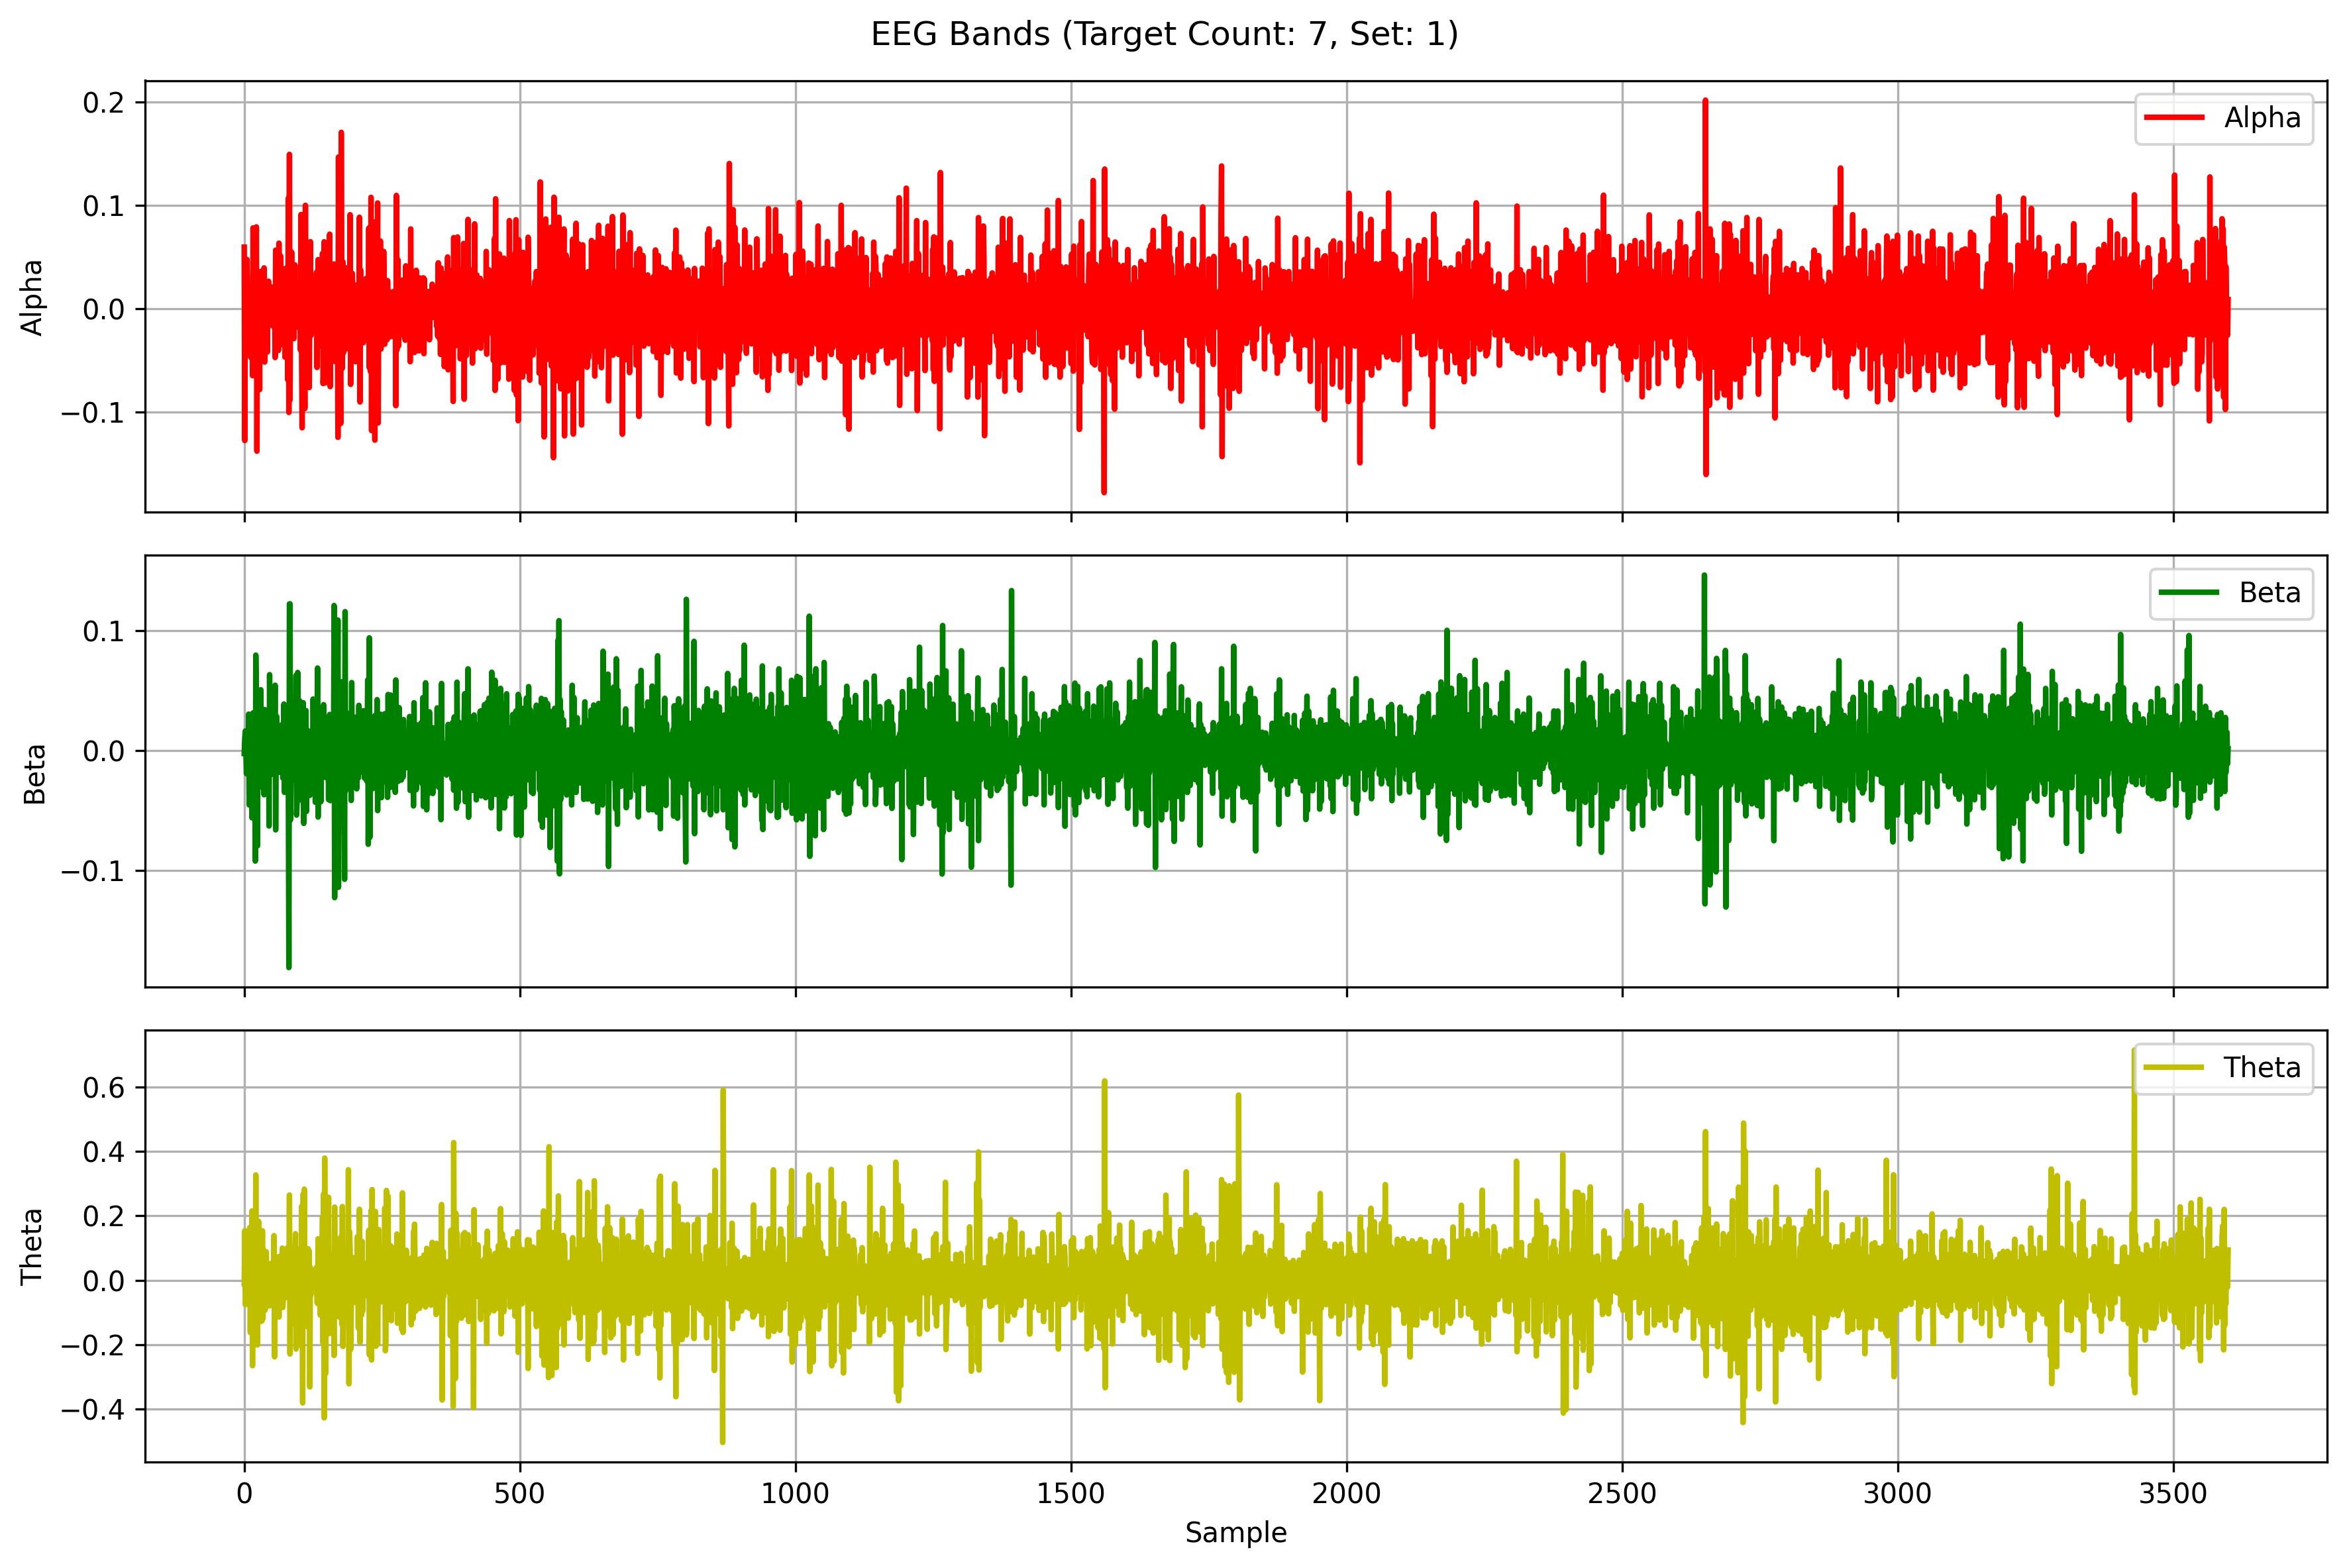 EEG Bands (Target Count: 7, Set: 1)
0.2
0.1
0.0
−0.1
Alpha
Alpha
0.1
0.0
−0.1
Beta
Beta
0.6
0.4
0.2
0.0
−0.2
−0.4
Theta
Theta
0 500 1000 1500 2000 2500 3000 3500
Sample